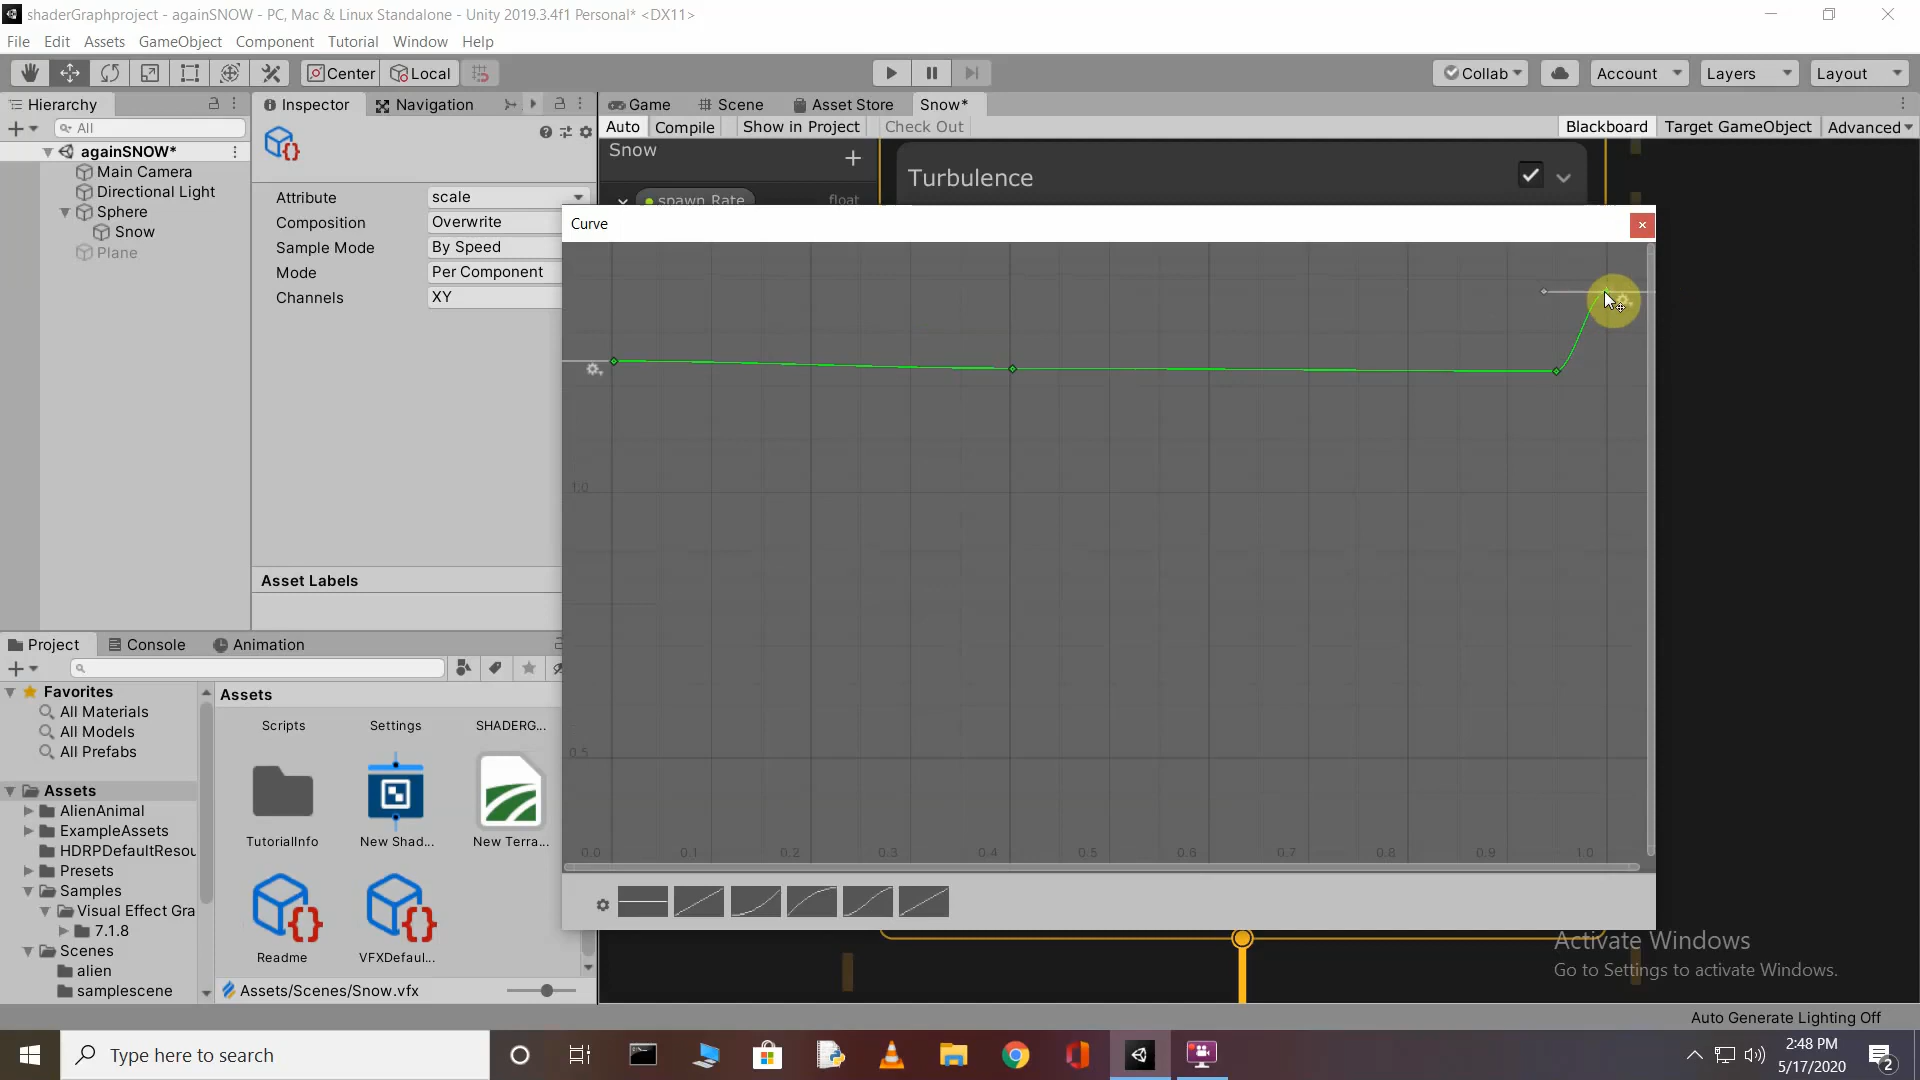 shaderGraphproject - againSNOW - PC, Mac & Linux Standalone - Unity 2019.3.4f1 Personal* <DX11>
File Edit Assets GameObject Component Tutorial Window Help
Center Local Collab Account Layers Layout
Hierarchy Inspector Navigation Game Scene Asset Store Snow*
All Auto Compile Show in Project Check Out Blackboard Target GameObject Advanced
againSNOW*
Main Camera
Directional Light
Sphere
Snow
Plane
Attribute scale
Composition Overwrite
Sample Mode By Speed
Mode Per Component
Channels XY
Asset Labels
Snow
spawn Rate float
Turbulence
Curve
1.0
0.5
0.0 0.1 0.2 0.3 0.4 0.5 0.6 0.7 0.8 0.9 1.0
Project Console Animation
Favorites
All Materials
All Models
All Prefabs
Assets
AlienAnimal
ExampleAssets
HDRPDefaultResou
Presets
Samples
Visual Effect Gra
7.1.8
Scenes
alien
samplescene
Assets
Scripts Settings SHADERG...
TutorialInfo New Shad... New Terra...
Readme VFXDefaul...
Assets/Scenes/Snow.vfx
Activate Windows
Go to Settings to activate Windows.
Auto Generate Lighting Off
Type here to search
2:48 PM
5/17/2020
2